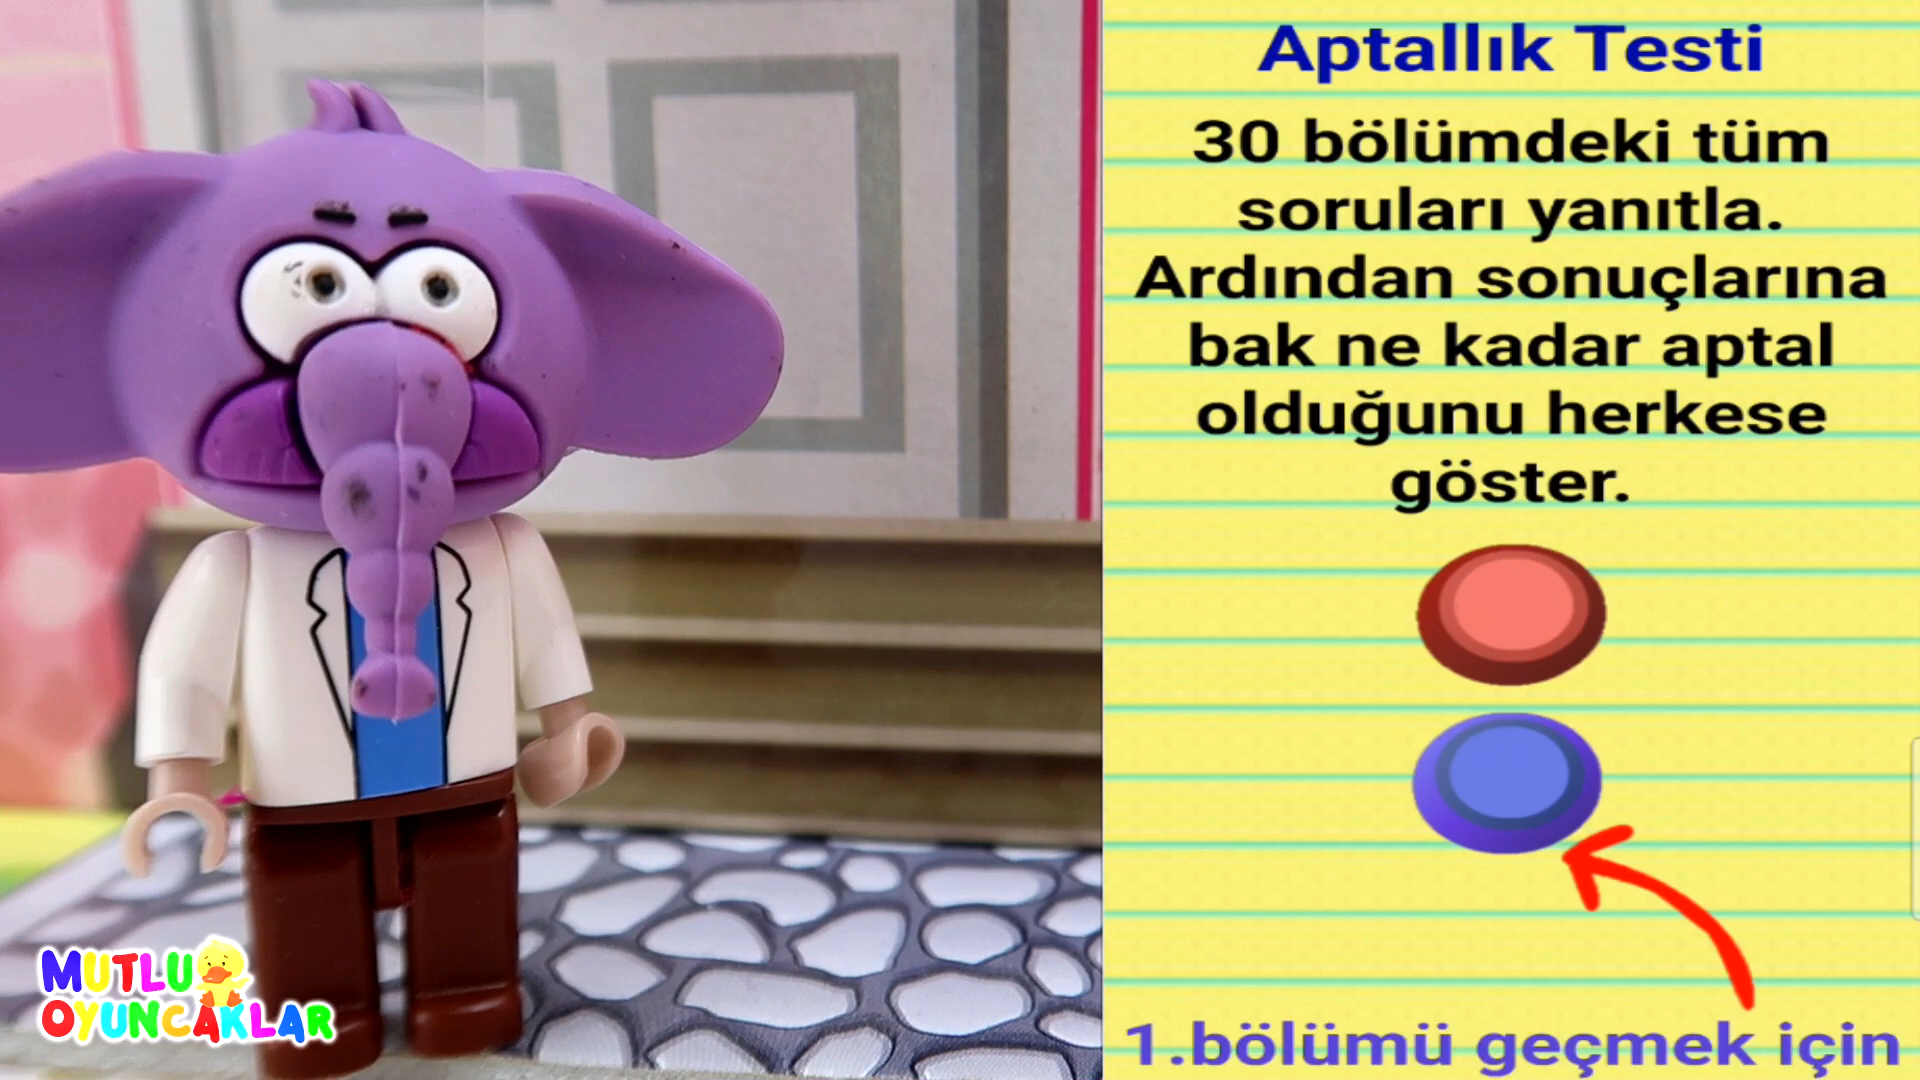 Aptallık Testi
30 bölümdeki tüm
soruları yanıtla.
Ardından sonuçlarına
bak ne kadar aptal
olduğunu herkese
göster.
1.bölümü geçmek için
MUTLU
OYUNCAKLAR